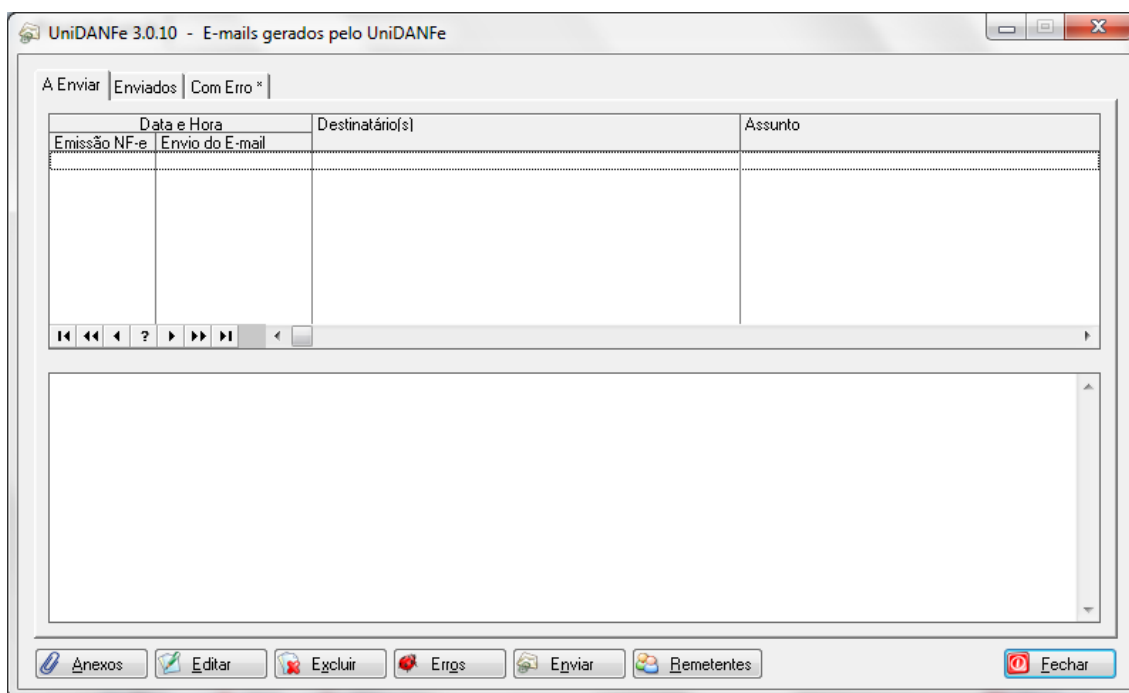 UniDANFe 3.0.10 - E-mails gerados pelo UniDANFe
A Enviar Enviados Com Erro *
Data e Hora Destinatário(s) Assunto
Emissão NF-e Envio do E-mail
?
Anexos Editar Excluir Erros Enviar Remetentes Fechar